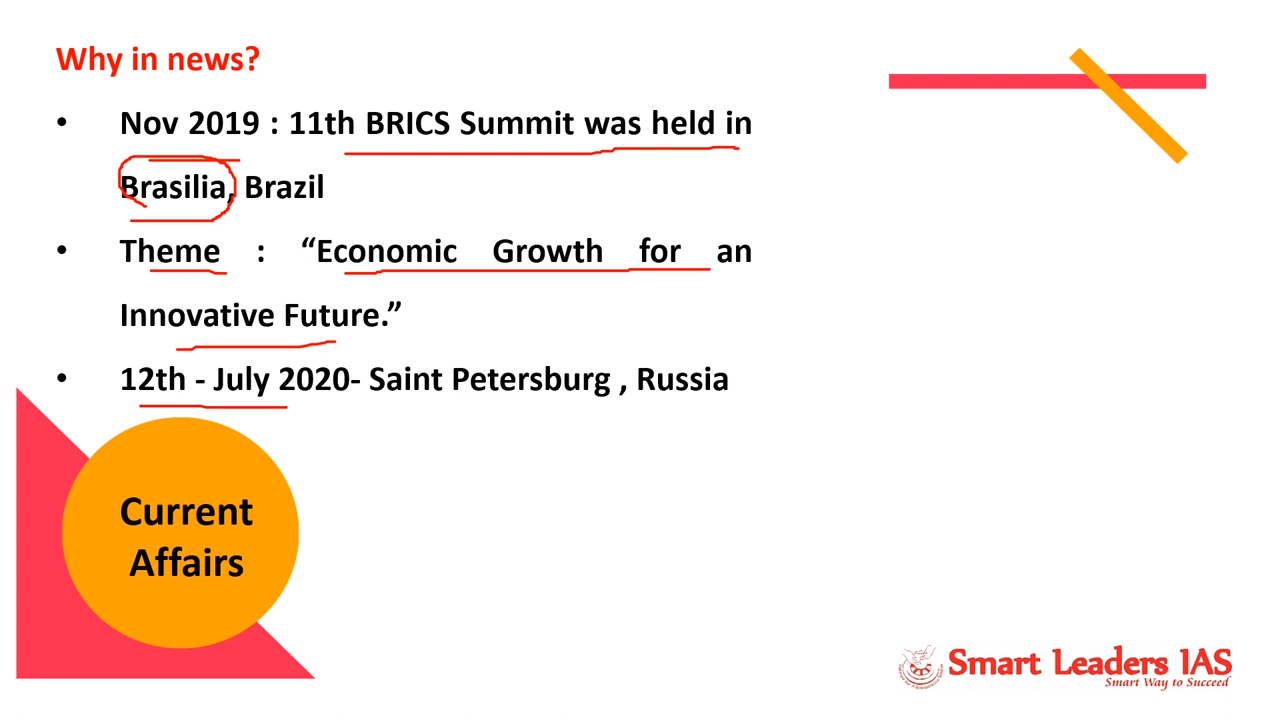 Why in news?
• Nov 2019 : 11th BRICS Summit was held in
Brasilia, Brazil
• Theme : “Economic Growth for an
Innovative Future.”
• 12th - July 2020- Saint Petersburg , Russia
Current
Affairs
Smart Leaders IAS
Smart Way to Succeed